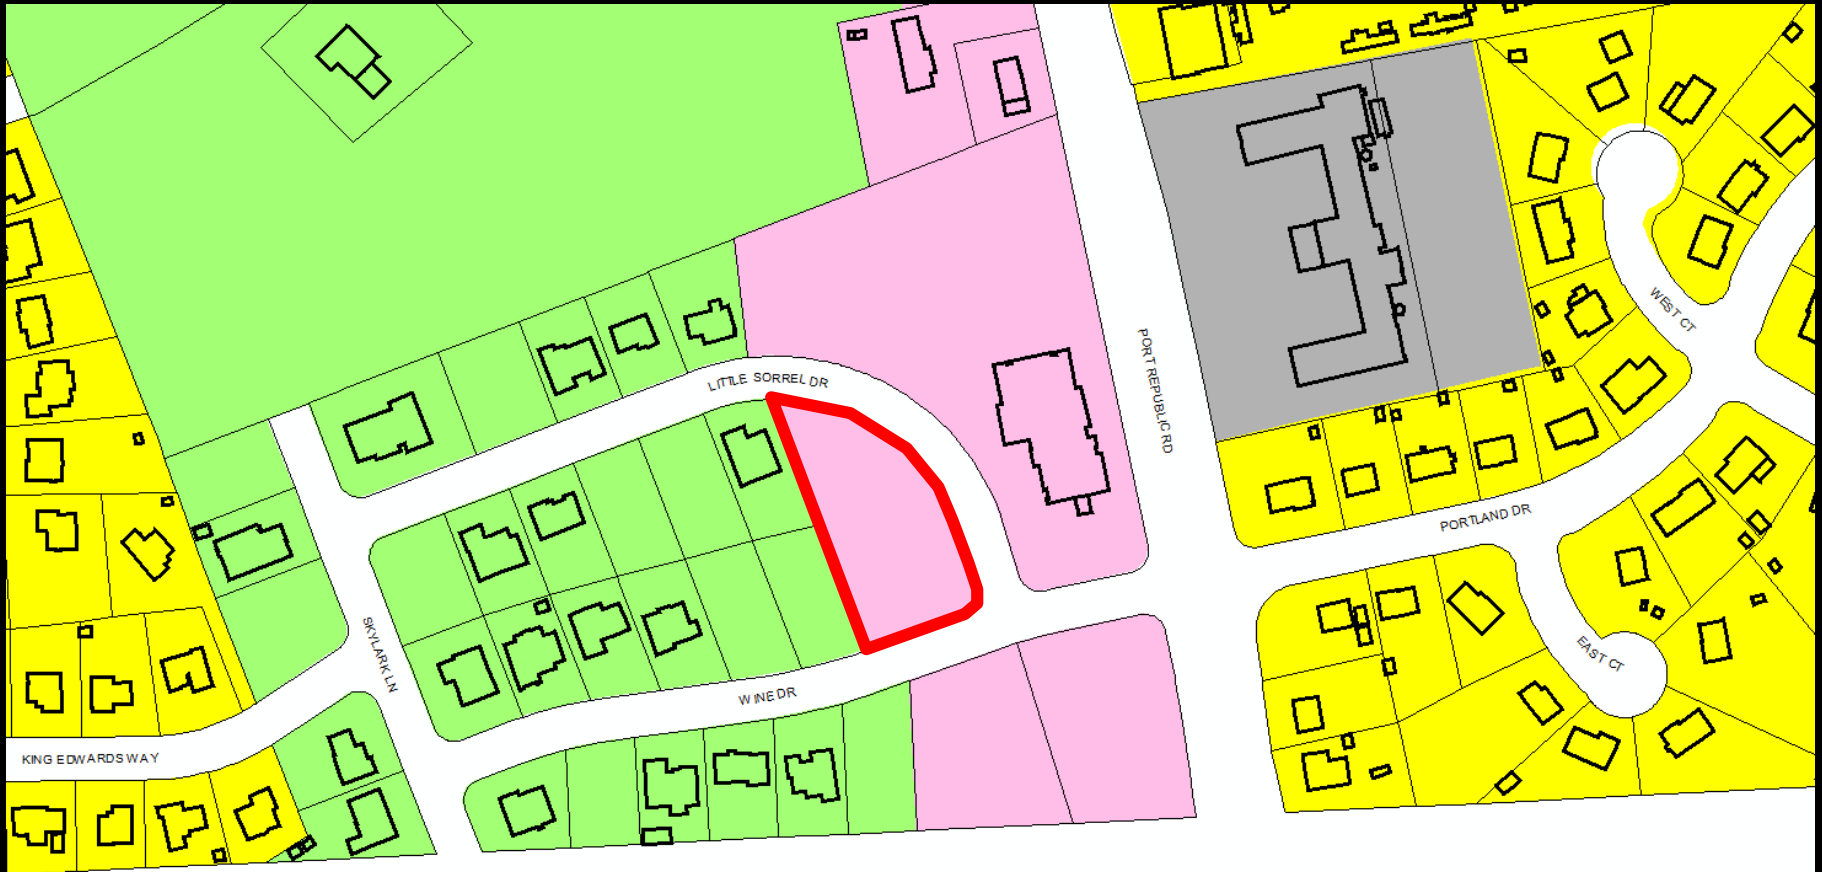 LITTLE SORREL DR
PORT REPUBLIC RD
WEST CT
PORTLAND DR
SKYLARK LN
EAST CT
WINE DR
KING EDWARDS WAY